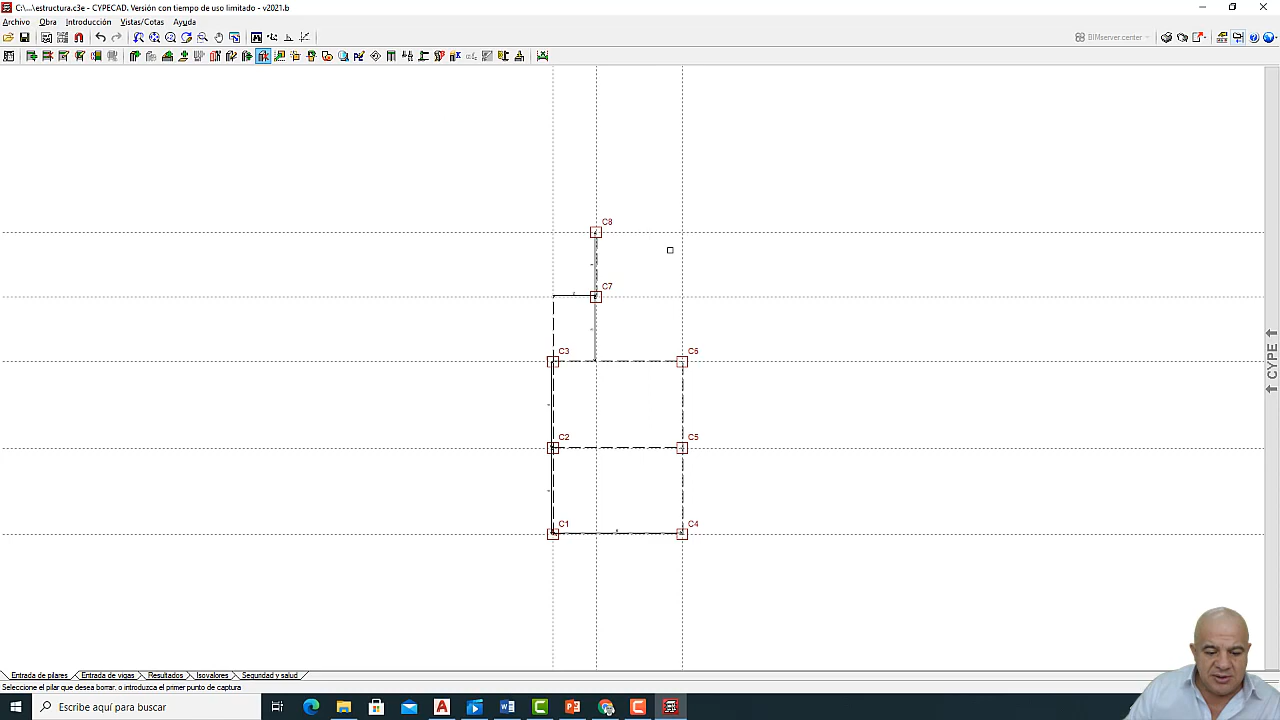 C:\...\estructura.c3e - CYPECAD. Versión con tiempo de uso limitado - v2021.b
Archivo Obra Introducción Vistas/Cotas Ayuda
BIMserver.center
C8
C7
C3 C6
C2 C5
C1 C4
CYPE
Entrada de pilares Entrada de vigas Resultados Isovalores Seguridad y salud
Seleccione el pilar que desea borrar. o introduzca el primer punto de captura
Escribe aquí para buscar